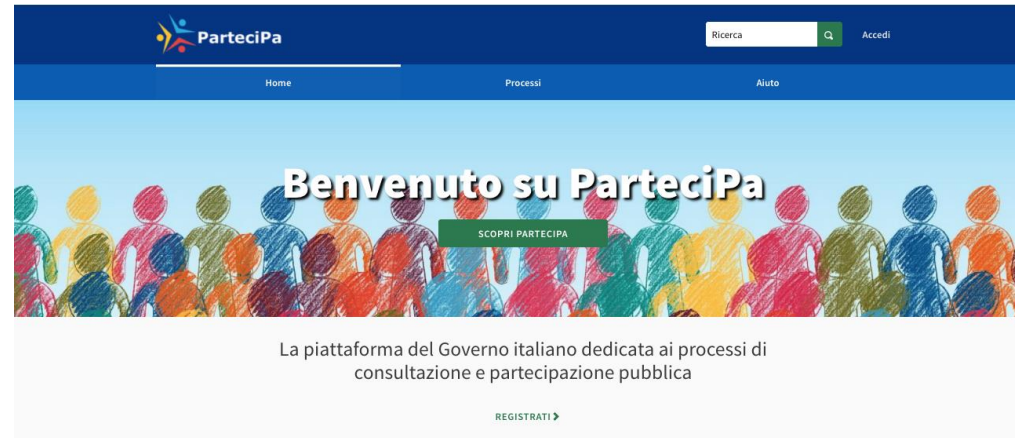 ParteciPa
Ricerca
Accedi
Home
Processi
Aiuto
Benvenuto su ParteciPa
SCOPRI PARTECIPA
La piattaforma del Governo italiano dedicata ai processi di
consultazione e partecipazione pubblica
REGISTRATI